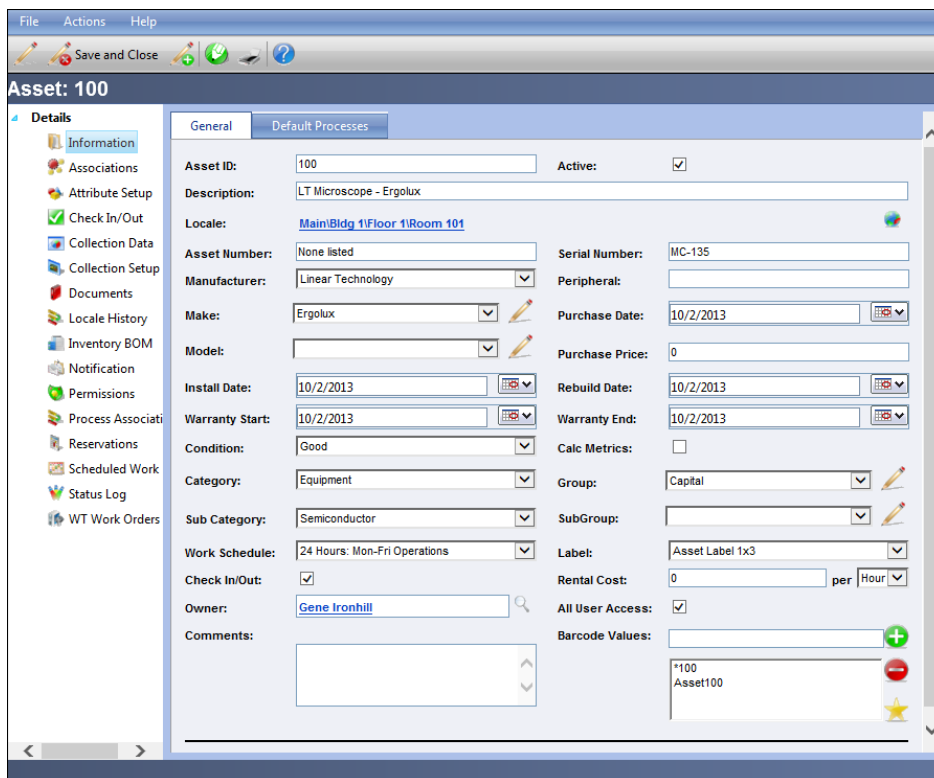 File Actions Help
Save and Close
Asset: 100
Details
Information
Associations
Attribute Setup
Check In/Out
Collection Data
Collection Setup
Documents
Locale History
Inventory BOM
Notification
Permissions
Process Associati
Reservations
Scheduled Work
Status Log
WT Work Orders
General Default Processes
Asset ID: 100 Active:
Description: LT Microscope - Ergolux
Locale: Main\Bldg 1\Floor 1\Room 101
Asset Number: None listed Serial Number: MC-135
Manufacturer: Linear Technology Peripheral:
Make: Ergolux Purchase Date: 10/2/2013
Model: Purchase Price: 0
Install Date: 10/2/2013 Rebuild Date: 10/2/2013
Warranty Start: 10/2/2013 Warranty End: 10/2/2013
Condition: Good Calc Metrics:
Category: Equipment Group: Capital
Sub Category: Semiconductor SubGroup:
Work Schedule: 24 Hours: Mon-Fri Operations Label: Asset Label 1x3
Check In/Out: Rental Cost: 0 per Hour
Owner: Gene Ironhill All User Access:
Comments: Barcode Values:
*100
Asset100